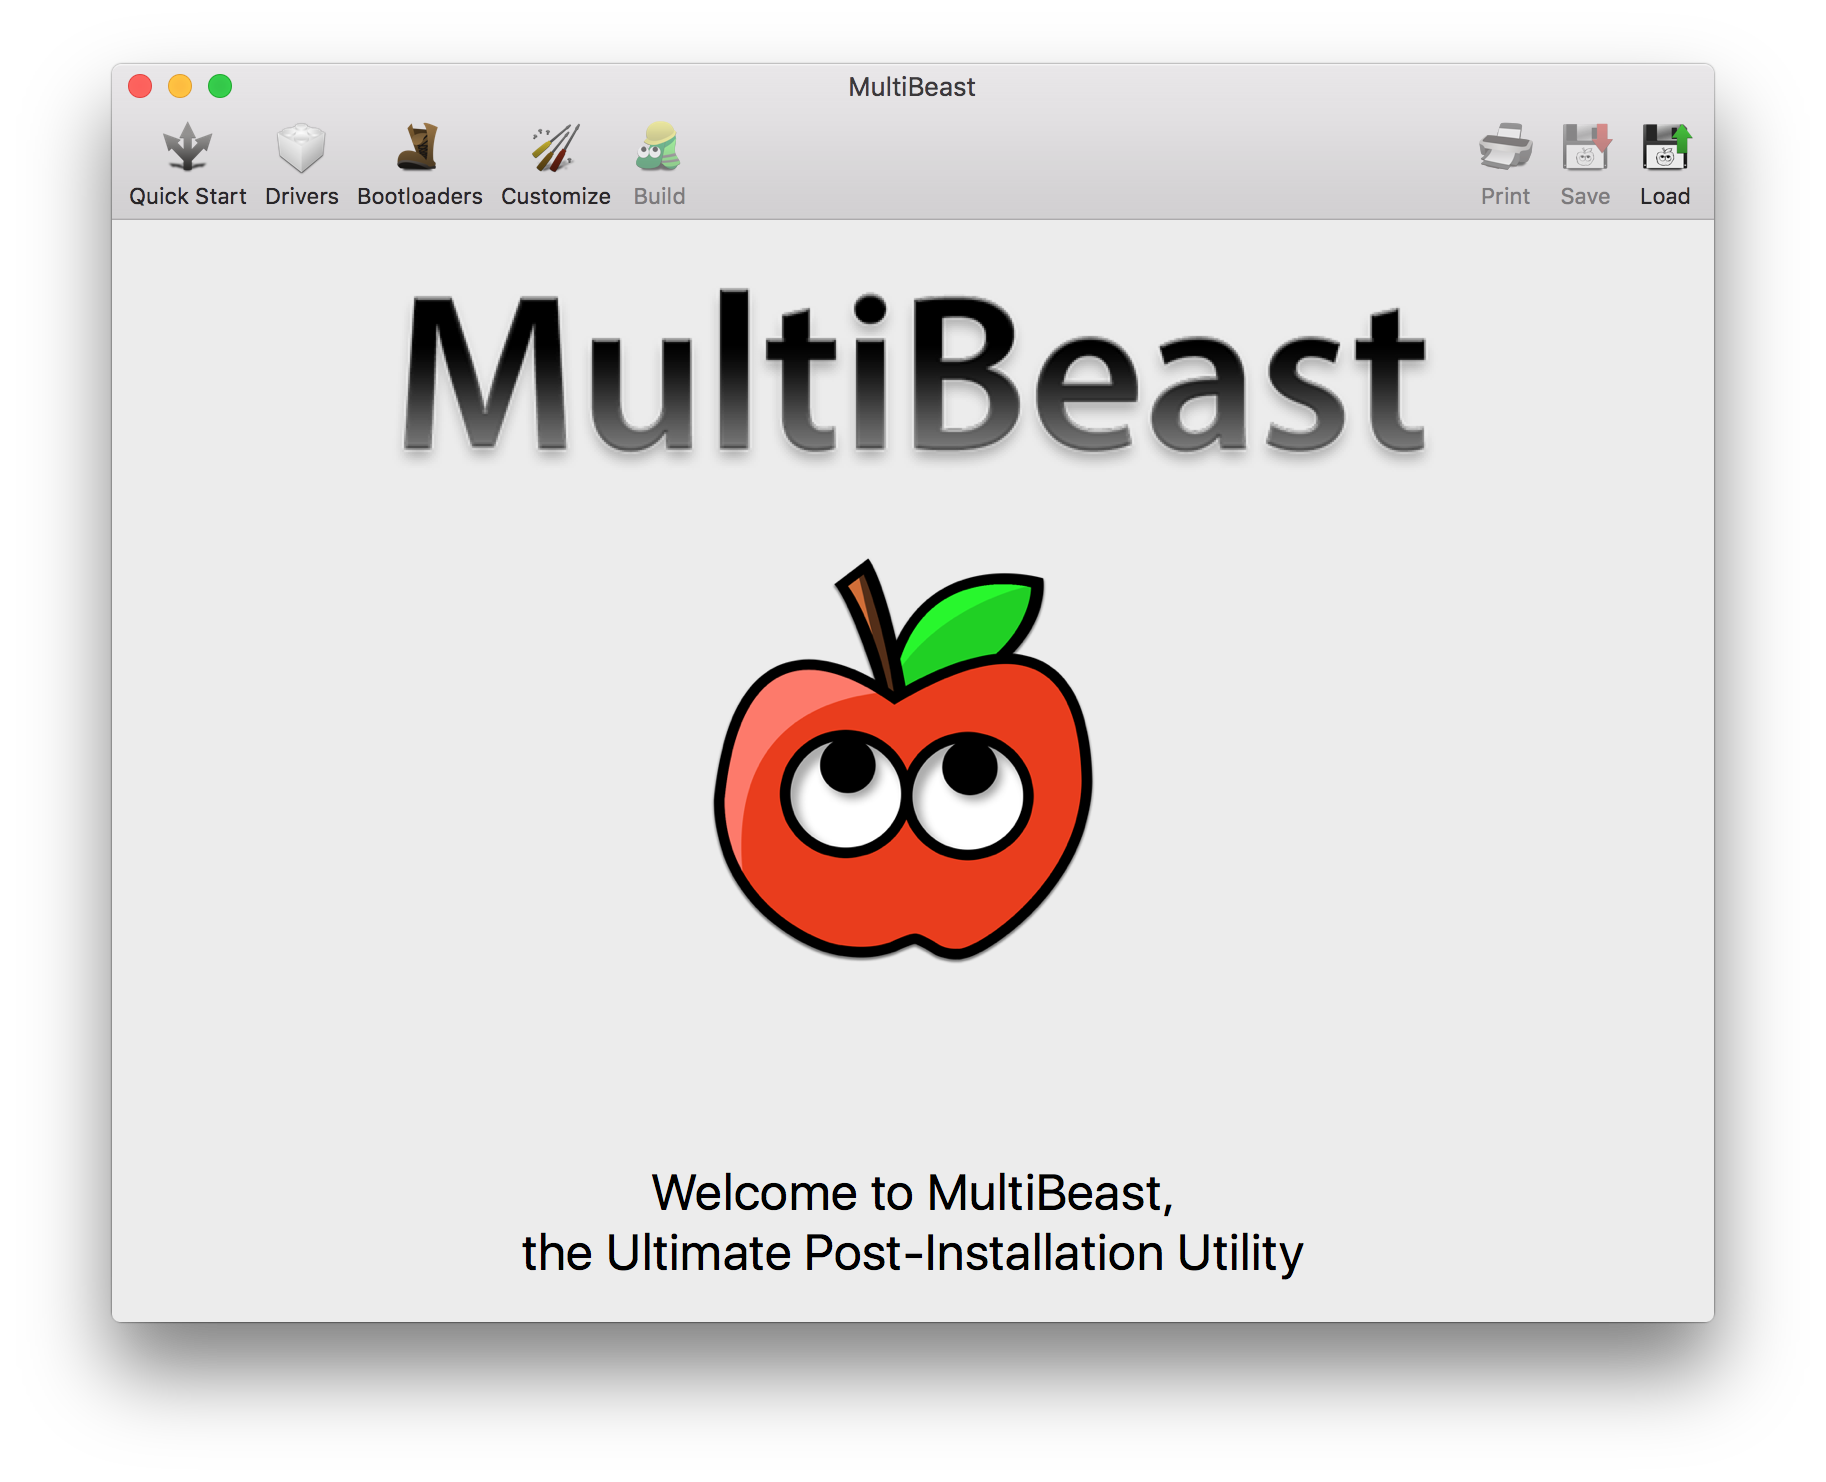 MultiBeast
Quick Start Drivers Bootloaders Customize Build Print Save Load
MultiBeast
Welcome to MultiBeast,
the Ultimate Post-Installation Utility